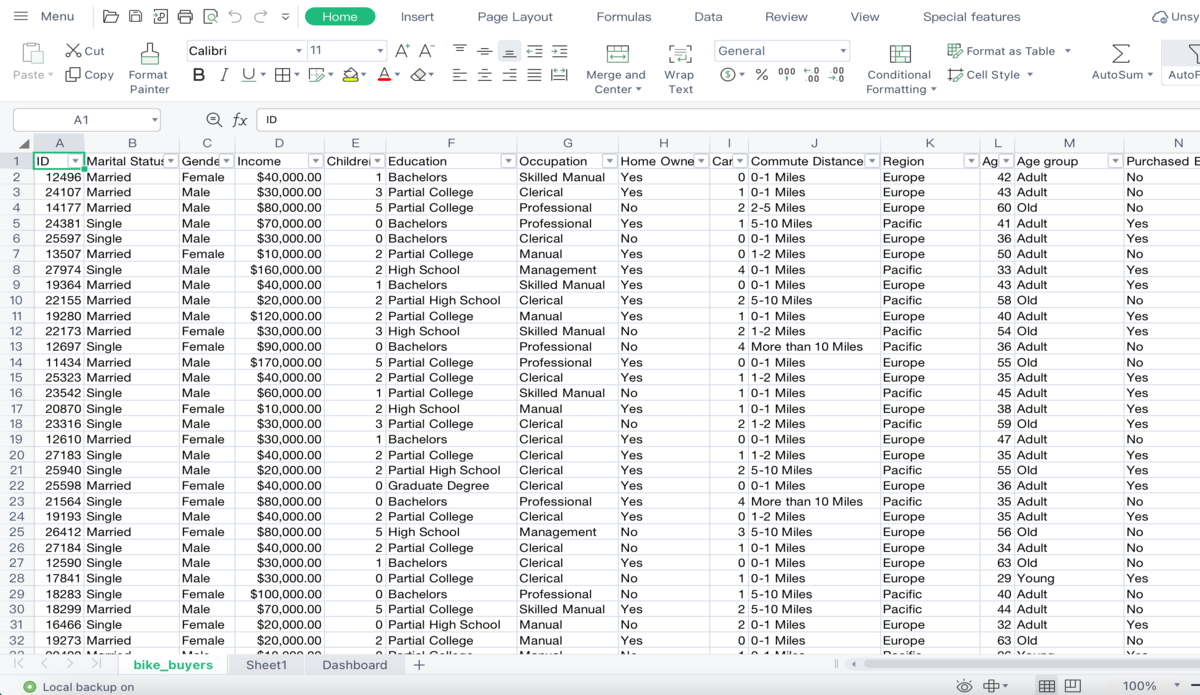 Menu Home Insert Page Layout Formulas Data Review View Special features Unsy
Paste Cut Copy Format Painter Calibri 11 A+ A- General Merge and Center Wrap Text Conditional Formatting Format as Table Cell Style AutoSum AutoF
B I U A $ % 000 .00 .00
A1 fx ID
A B C D E F G H I J K L M N
1 ID Marital Status Gende Income Childre Education Occupation Home Owne Car Commute Distance Region Ag Age group Purchased B
2 12496 Married Female $40,000.00 1 Bachelors Skilled Manual Yes 0 0-1 Miles Europe 42 Adult No
3 24107 Married Male $30,000.00 3 Partial College Clerical Yes 1 0-1 Miles Europe 43 Adult No
4 14177 Married Male $80,000.00 5 Partial College Professional No 2 2-5 Miles Europe 60 Old No
5 24381 Single Male $70,000.00 0 Bachelors Professional Yes 1 5-10 Miles Pacific 41 Adult Yes
6 25597 Single Male $30,000.00 0 Bachelors Clerical No 0 0-1 Miles Europe 36 Adult Yes
7 13507 Married Female $10,000.00 2 Partial College Manual Yes 0 1-2 Miles Europe 50 Adult No
8 27974 Single Male $160,000.00 2 High School Management Yes 4 0-1 Miles Pacific 33 Adult Yes
9 19364 Married Male $40,000.00 1 Bachelors Skilled Manual Yes 0 0-1 Miles Europe 43 Adult Yes
10 22155 Married Male $20,000.00 2 Partial High School Clerical Yes 2 5-10 Miles Pacific 58 Old No
11 19280 Married Male $120,000.00 2 Partial College Manual Yes 1 0-1 Miles Europe 40 Adult Yes
12 22173 Married Female $30,000.00 3 High School Skilled Manual No 2 1-2 Miles Pacific 54 Old Yes
13 12697 Single Female $90,000.00 0 Bachelors Professional No 4 More than 10 Miles Pacific 36 Adult No
14 11434 Married Male $170,000.00 5 Partial College Professional Yes 0 0-1 Miles Europe 55 Old No
15 25323 Married Male $40,000.00 2 Partial College Clerical Yes 1 1-2 Miles Europe 35 Adult Yes
16 23542 Single Male $60,000.00 1 Partial College Skilled Manual No 1 0-1 Miles Pacific 45 Adult Yes
17 20870 Single Female $10,000.00 2 High School Manual Yes 1 0-1 Miles Europe 38 Adult Yes
18 23316 Single Male $30,000.00 3 Partial College Clerical No 2 1-2 Miles Pacific 59 Old Yes
19 12610 Married Female $30,000.00 1 Bachelors Clerical Yes 0 0-1 Miles Europe 47 Adult No
20 27183 Single Male $40,000.00 2 Partial College Clerical Yes 1 1-2 Miles Europe 35 Adult Yes
21 25940 Single Male $20,000.00 2 Partial High School Clerical Yes 2 5-10 Miles Pacific 55 Old Yes
22 25598 Married Female $40,000.00 0 Graduate Degree Clerical Yes 0 0-1 Miles Europe 36 Adult Yes
23 21564 Single Female $80,000.00 0 Bachelors Professional Yes 4 More than 10 Miles Pacific 35 Adult No
24 19193 Single Male $40,000.00 2 Partial College Clerical Yes 0 1-2 Miles Europe 35 Adult Yes
25 26412 Married Female $80,000.00 5 High School Management No 3 5-10 Miles Europe 56 Old No
26 27184 Single Male $40,000.00 2 Partial College Clerical No 1 0-1 Miles Europe 34 Adult No
27 12590 Single Male $30,000.00 1 Bachelors Clerical Yes 0 0-1 Miles Europe 63 Old No
28 17841 Single Male $30,000.00 0 Partial College Clerical No 1 0-1 Miles Europe 29 Young Yes
29 18283 Single Female $100,000.00 0 Bachelors Professional No 1 5-10 Miles Pacific 40 Adult No
30 18299 Married Male $70,000.00 5 Partial College Skilled Manual Yes 2 5-10 Miles Pacific 44 Adult No
31 16466 Single Female $20,000.00 0 Partial High School Manual No 2 0-1 Miles Europe 32 Adult Yes
32 19273 Married Female $20,000.00 2 Partial College Manual Yes 0 0-1 Miles Europe 63 Old No
bike_buyers Sheet1 Dashboard
Local backup on 100%